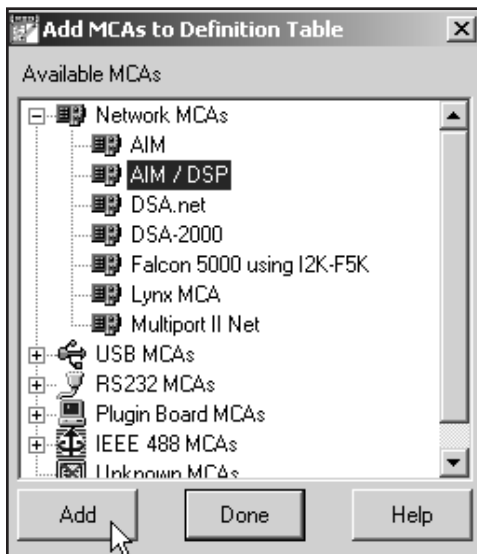 Add MCAs to Definition Table
Available MCAs
Network MCAs
AIM
AIM / DSP
DSA.net
DSA-2000
Falcon 5000 using I2K-F5K
Lynx MCA
Multiport II Net
USB MCAs
RS232 MCAs
Plugin Board MCAs
IEEE 488 MCAs
Unknown MCAs
Add
Done
Help